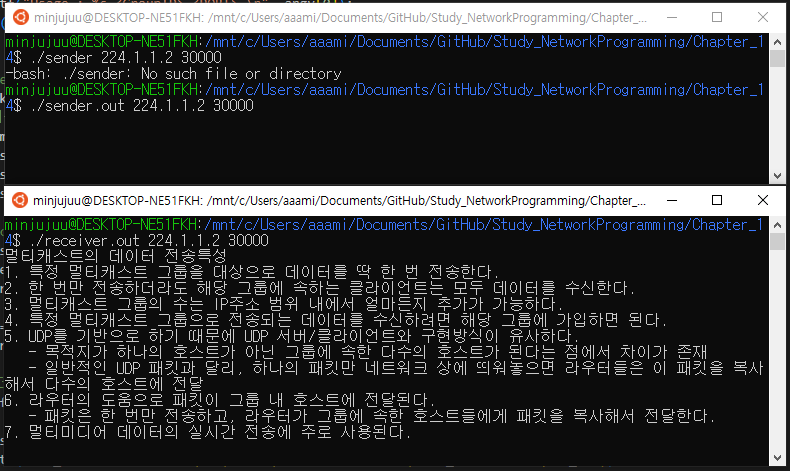 minjujuu@DESKTOP-NE51FKH: /mnt/c/Users/aaami/Documents/GitHub/Study_NetworkProgramming/Chapter_...
minjujuu@DESKTOP-NE51FKH:/mnt/c/Users/aaami/Documents/GitHub/Study_NetworkProgramming/Chapter_1
4$ ./sender 224.1.1.2 30000
-bash: ./sender: No such file or directory
minjujuu@DESKTOP-NE51FKH:/mnt/c/Users/aaami/Documents/GitHub/Study_NetworkProgramming/Chapter_1
4$ ./sender.out 224.1.1.2 30000
minjujuu@DESKTOP-NE51FKH: /mnt/c/Users/aaami/Documents/GitHub/Study_NetworkProgramming/Chapter_...
minjujuu@DESKTOP-NE51FKH:/mnt/c/Users/aaami/Documents/GitHub/Study_NetworkProgramming/Chapter_1
4$ ./receiver.out 224.1.1.2 30000
멀티캐스트의 데이터 전송특성
1. 특정 멀티캐스트 그룹을 대상으로 데이터를 딱 한 번 전송한다.
2. 한 번만 전송하더라도 해당 그룹에 속하는 클라이언트는 모두 데이터를 수신한다.
3. 멀티캐스트 그룹의 수는 IP주소 범위 내에서 얼마든지 추가가 가능하다.
4. 특정 멀티캐스트 그룹으로 전송되는 데이터를 수신하려면 해당 그룹에 가입하면 된다.
5. UDP를 기반으로 하기 때문에 UDP 서버/클라이언트와 구현방식이 유사하다.
- 목적지가 하나의 호스트가 아닌 그룹에 속한 다수의 호스트가 된다는 점에서 차이가 존재
- 일반적인 UDP 패킷과 달리, 하나의 패킷만 네트워크 상에 띄워놓으면 라우터들은 이 패킷을 복사
해서 다수의 호스트에 전달
6. 라우터의 도움으로 패킷이 그룹 내 호스트에 전달된다.
- 패킷은 한 번만 전송하고, 라우터가 그룹에 속한 호스트들에게 패킷을 복사해서 전달한다.
7. 멀티미디어 데이터의 실시간 전송에 주로 사용된다.